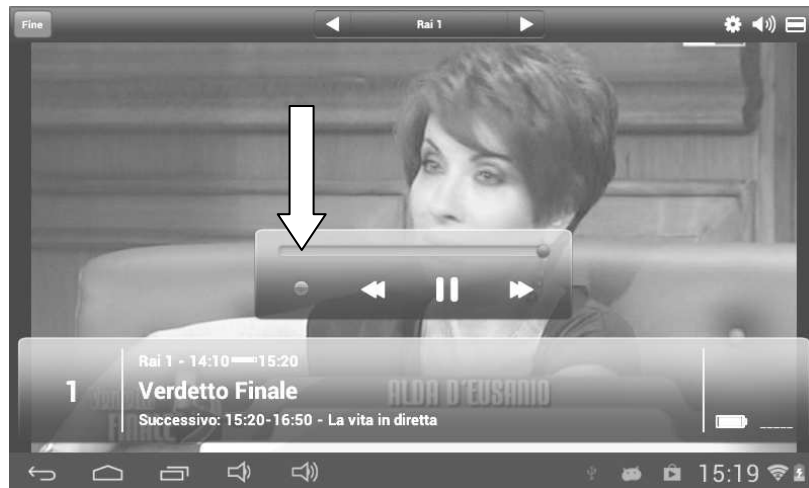 Fine
Rai 1
Rai 1 - 14:10 15:20
1
Verdetto Finale
ALDA D'EUSANIO
FINALE
Successivo: 15:20-16:50 - La vita in diretta
15:19